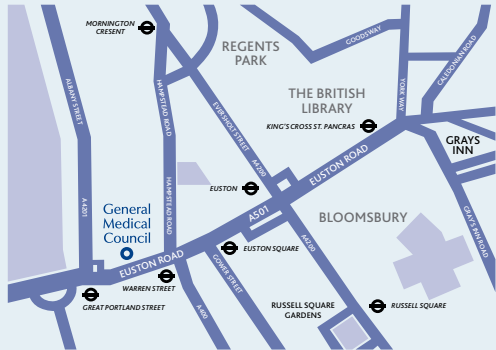 MORNINGTON
CRESENT
REGENTS
PARK
GOODSWAY
CALEDONIAN ROAD
ALBANY STREET
HAMPSTEAD ROAD
EVERSHOLT STREET
THE BRITISH
LIBRARY
YORK WAY
KING'S CROSS ST. PANCRAS
GRAYS
INN
A4200
EUSTON ROAD
EUSTON
HAMPSTEAD ROAD
A4201
General
Medical
Council
A501
BLOOMSBURY
GRAY'S INN ROAD
A4200
EUSTON SQUARE
EUSTON ROAD
GOWER STREET
WARREN STREET
GREAT PORTLAND STREET
A400
RUSSELL SQUARE
GARDENS
RUSSELL SQUARE